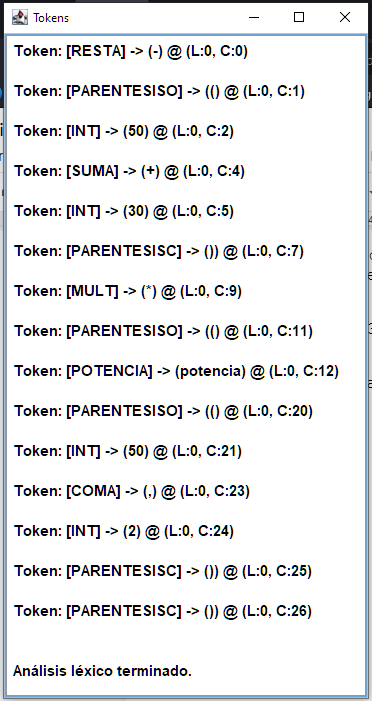 Tokens
Token: [RESTA] -> (-) @ (L:0, C:0)
Token: [PARENTESISO] -> (() @ (L:0, C:1)
Token: [INT] -> (50) @ (L:0, C:2)
Token: [SUMA] -> (+) @ (L:0, C:4)
Token: [INT] -> (30) @ (L:0, C:5)
Token: [PARENTESISC] -> ()) @ (L:0, C:7)
Token: [MULT] -> (*) @ (L:0, C:9)
Token: [PARENTESISO] -> (() @ (L:0, C:11)
Token: [POTENCIA] -> (potencia) @ (L:0, C:12)
Token: [PARENTESISO] -> (() @ (L:0, C:20)
Token: [INT] -> (50) @ (L:0, C:21)
Token: [COMA] -> (,) @ (L:0, C:23)
Token: [INT] -> (2) @ (L:0, C:24)
Token: [PARENTESISC] -> ()) @ (L:0, C:25)
Token: [PARENTESISC] -> ()) @ (L:0, C:26)
Análisis léxico terminado.